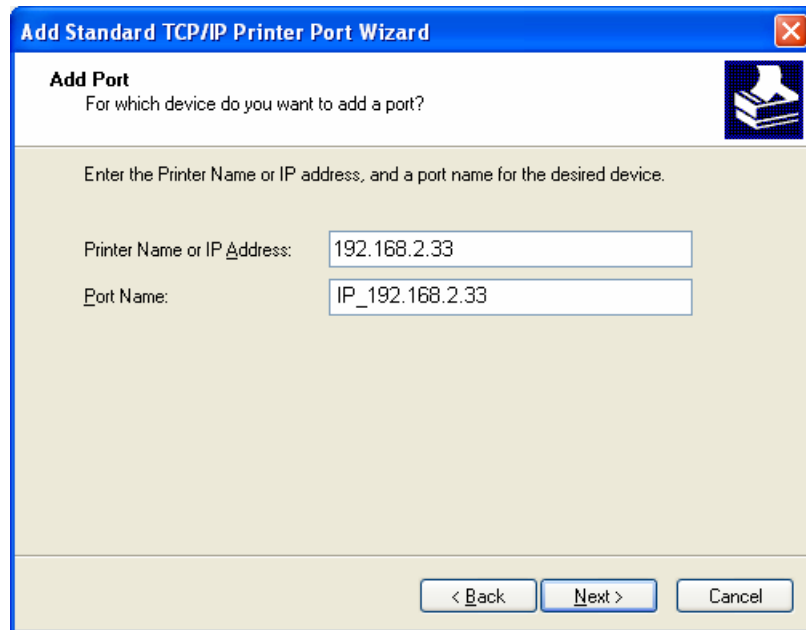 Add Standard TCP/IP Printer Port Wizard
Add Port
For which device do you want to add a port?
Enter the Printer Name or IP address, and a port name for the desired device.
Printer Name or IP Address: 192.168.2.33
Port Name: IP_192.168.2.33
< Back Next > Cancel